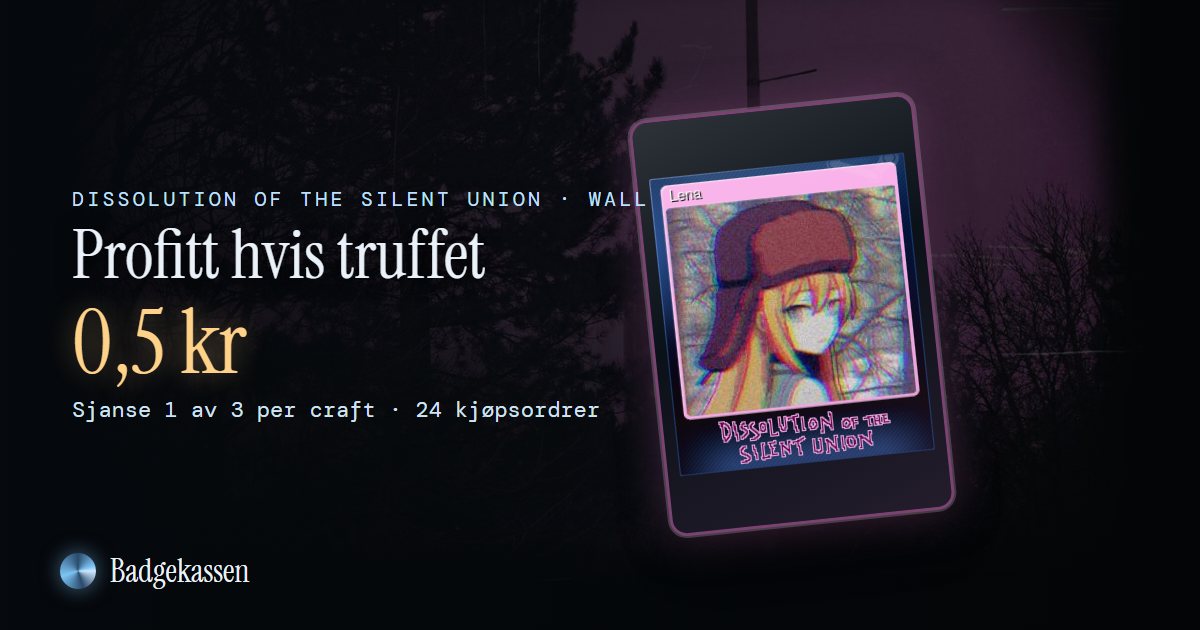 DISSOLUTION OF THE SILENT UNION · WALL
Profitt hvis truffet
0,5 kr
Sjanse 1 av 3 per craft · 24 kjøpsordrer
Lena
DISSOLUTION OF THE
SILENT UNION
Badgekassen